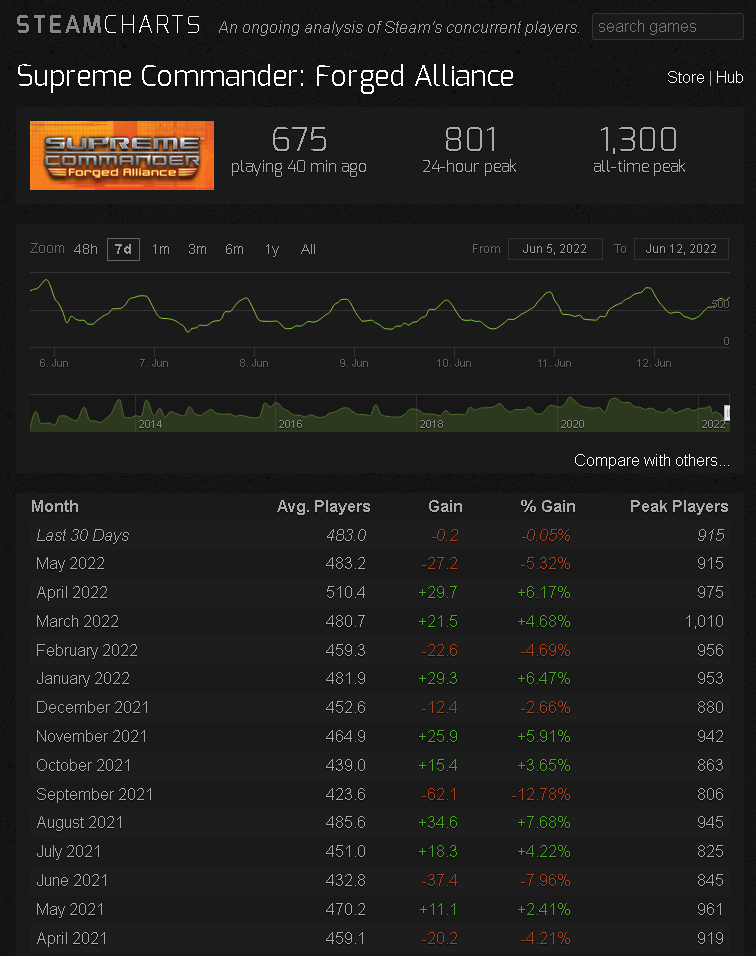 STEAMCHARTS An ongoing analysis of Steam's concurrent players. search games
Supreme Commander: Forged Alliance Store | Hub
SUPREME
COMMANDER
Forged Alliance
675 801 1,300
playing 40 min ago 24-hour peak all-time peak
Zoom 48h 7d 1m 3m 6m 1y All From Jun 5, 2022 To Jun 12, 2022
500
0
6. Jun 7. Jun 8. Jun 9. Jun 10. Jun 11. Jun 12. Jun
2014 2016 2018 2020 2022
Compare with others...
Month Avg. Players Gain % Gain Peak Players
Last 30 Days 483.0 -0.2 -0.05% 915
May 2022 483.2 -27.2 -5.32% 915
April 2022 510.4 +29.7 +6.17% 975
March 2022 480.7 +21.5 +4.68% 1,010
February 2022 459.3 -22.6 -4.69% 956
January 2022 481.9 +29.3 +6.47% 953
December 2021 452.6 -12.4 -2.66% 880
November 2021 464.9 +25.9 +5.91% 942
October 2021 439.0 +15.4 +3.65% 863
September 2021 423.6 -62.1 -12.78% 806
August 2021 485.6 +34.6 +7.68% 945
July 2021 451.0 +18.3 +4.22% 825
June 2021 432.8 -37.4 -7.96% 845
May 2021 470.2 +11.1 +2.41% 961
April 2021 459.1 -20.2 -4.21% 919